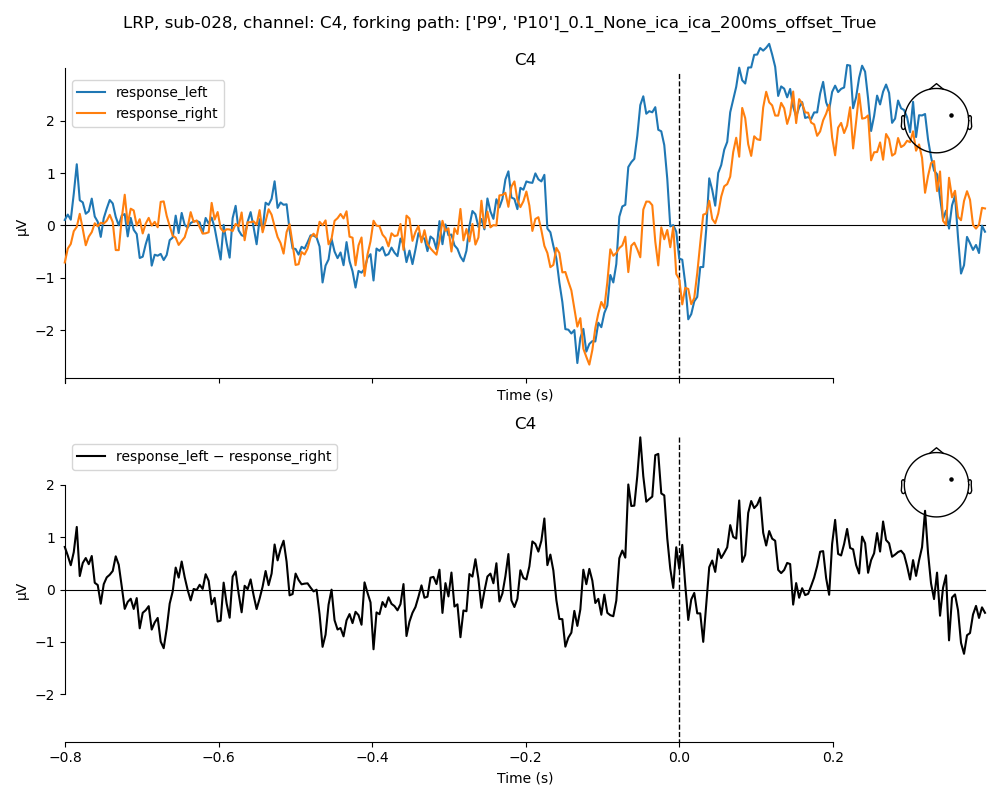 LRP, sub-028, channel: C4, forking path: ['P9', 'P10']_0.1_None_ica_ica_200ms_offset_True
C4
response_left
response_right
2
1
0
−1
−2
µV
Time (s)
C4
response_left − response_right
2
1
0
−1
−2
µV
−0.8
−0.6
−0.4
−0.2
0.0
0.2
Time (s)